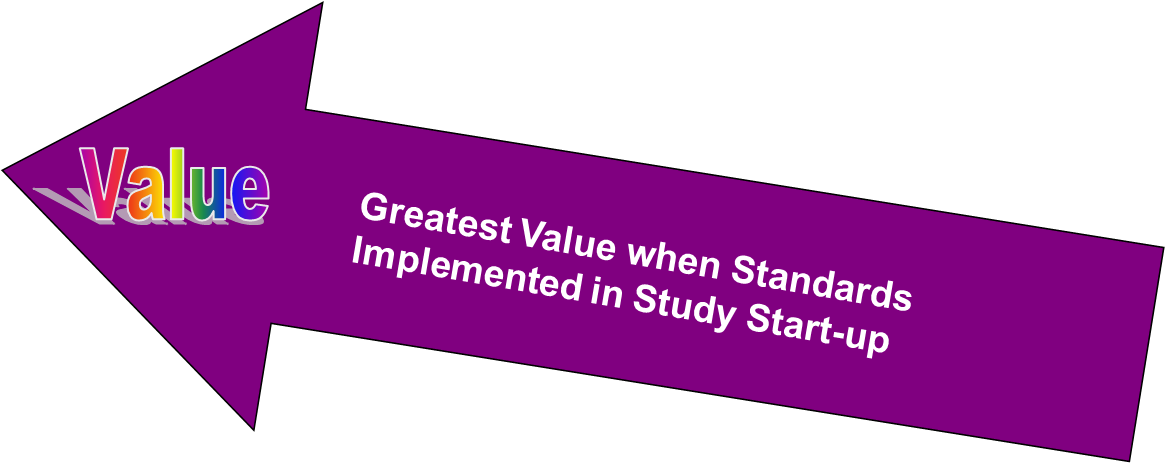 Value
Greatest Value when Standards
Implemented in Study Start-up